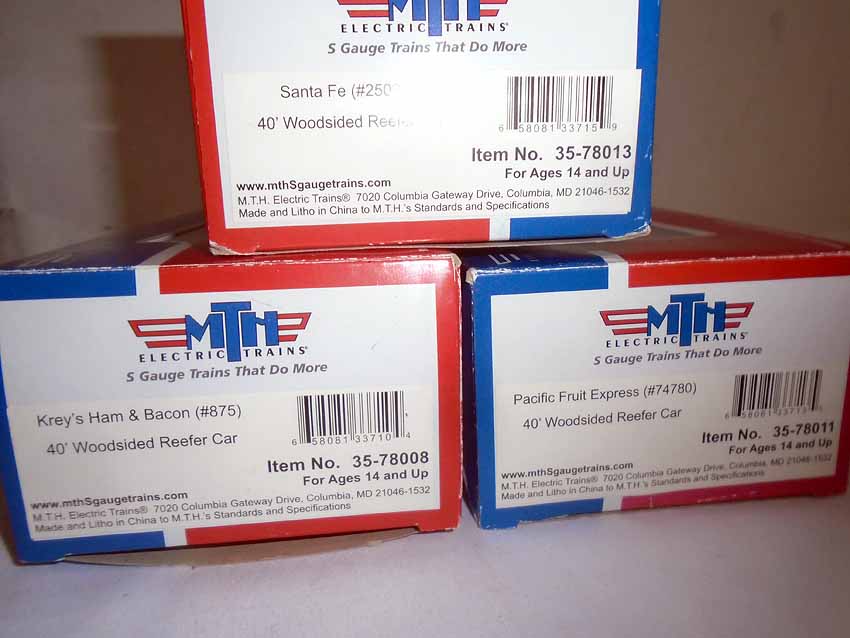 MTH
ELECTRIC TRAINS®
S Gauge Trains That Do More
Santa Fe
40' Woodsided
6 58081 33715 9
Item No. 35-78013
For Ages 14 and Up
www.mthSgaugetrains.com
M.T.H. Electric Trains® 7020 Columbia Gateway Drive, Columbia, MD 21046-1532
Made and Litho in China to M.T.H.'s Standards and Specifications
MTH
ELECTRIC TRAINS®
S Gauge Trains That Do More
Krey's Ham & Bacon (#875)
40' Woodsided Reefer Car
6 58081 33710 4
Item No. 35-78008
For Ages 14 and Up
www.mthSgaugetrains.com
M.T.H. Electric Trains® 7020 Columbia Gateway Drive, Columbia, MD 21046-1532
Made and Litho in China to M.T.H.'s Standards and Specifications
MTH
ELECTRIC TRAINS®
S Gauge Trains That Do More
Pacific Fruit Express (#74780)
40' Woodsided Reefer Car
Item No. 35-78011
For Ages 14 and Up
www.mthSgaugetrains.com
M.T.H. Electric Trains® 7020 Columbia Gateway Drive, Columbia, MD 21046-1532
Made and Litho in China to M.T.H.'s Standards and Specifications